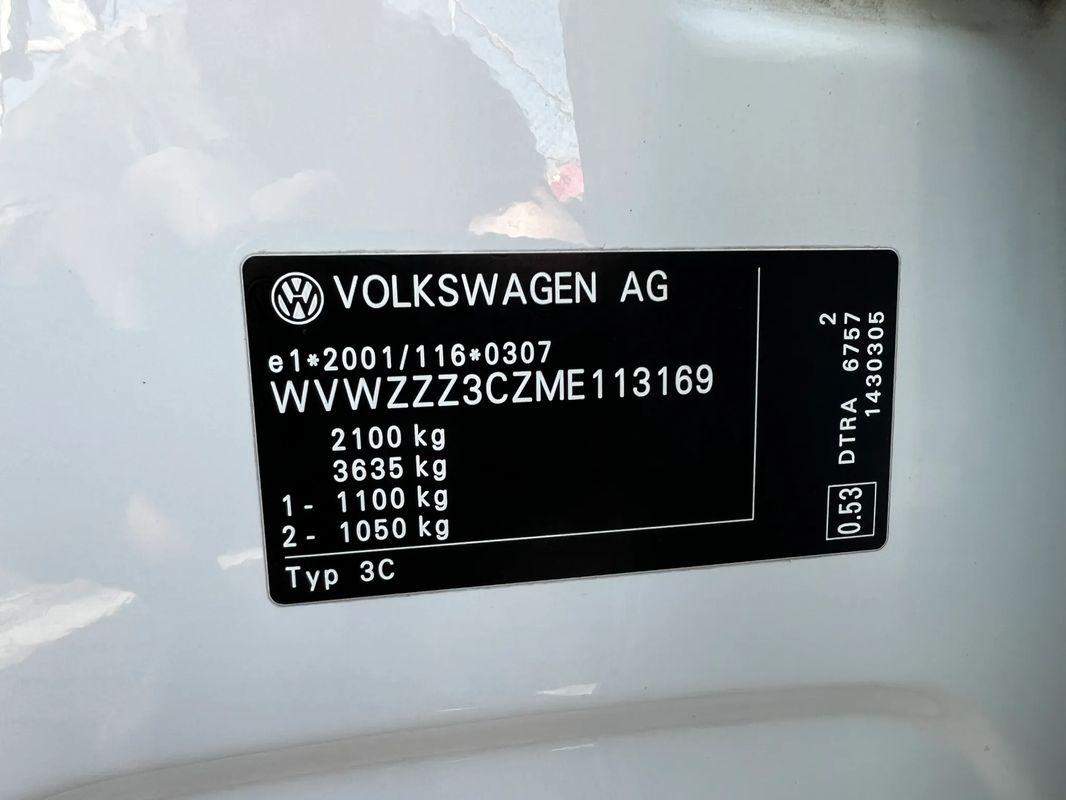 VOLKSWAGEN AG
e1*2001/116*0307
WVWZZZ3CZME113169
2100 kg
3635 kg
1- 1100 kg
2- 1050 kg
Typ 3C
0.53
DTRA 6757 2
1430305